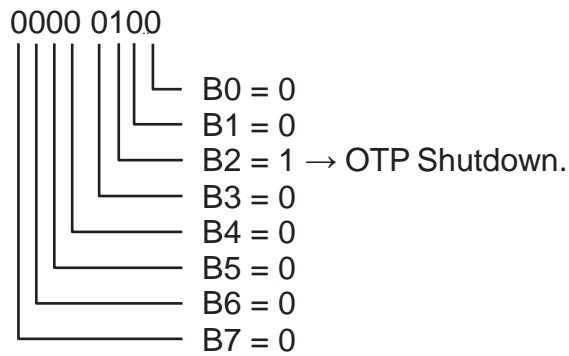 0000 0100
B0 = 0
B1 = 0
B2 = 1 → OTP Shutdown.
B3 = 0
B4 = 0
B5 = 0
B6 = 0
B7 = 0